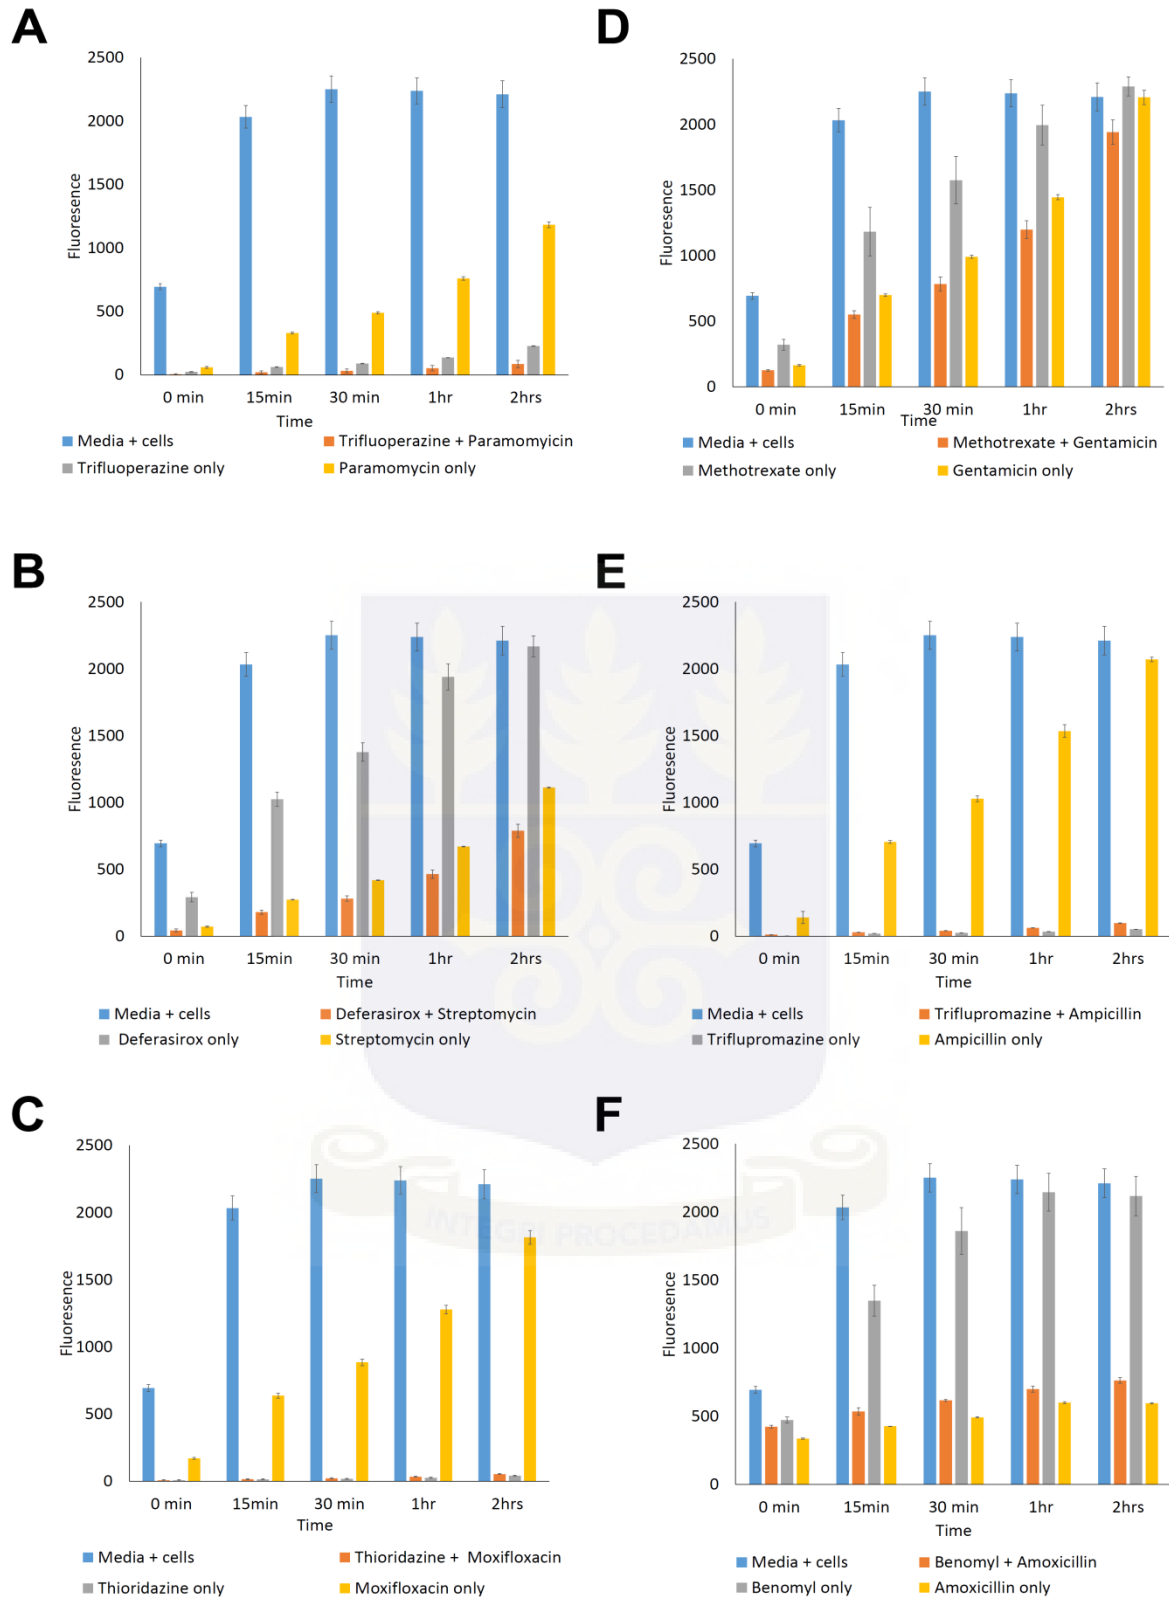 A
2500
2000
1500
1000
500
0
Fluoresence
0 min 15min 30 min 1hr 2hrs
Time
Media + cells Trifluoperazine + Paramomyicin
Trifluoperazine only Paramomycin only
D
2500
2000
1500
1000
500
0
Fluoresence
0 min 15min 30 min 1hr 2hrs
Time
Media + cells Methotrexate + Gentamicin
Methotrexate only Gentamicin only
B
2500
2000
1500
1000
500
0
Fluoresence
0 min 15min 30 min 1hr 2hrs
Time
Media + cells Deferasirox + Streptomycin
Deferasirox only Streptomycin only
E
2500
2000
1500
1000
500
0
Fluoresence
0 min 15min 30 min 1hr 2hrs
Time
Media + cells Triflupromazine + Ampicillin
Triflupromazine only Ampicillin only
C
2500
2000
1500
1000
500
0
Fluoresence
0 min 15min 30 min 1hr 2hrs
Time
Media + cells Thioridazine + Moxifloxacin
Thioridazine only Moxifloxacin only
F
2500
2000
1500
1000
500
0
Fluoresence
0 min 15min 30 min 1hr 2hrs
Time
Media + cells Benomyl + Amoxicillin
Benomyl only Amoxicillin only
INTEGRI PROCEDAMUS